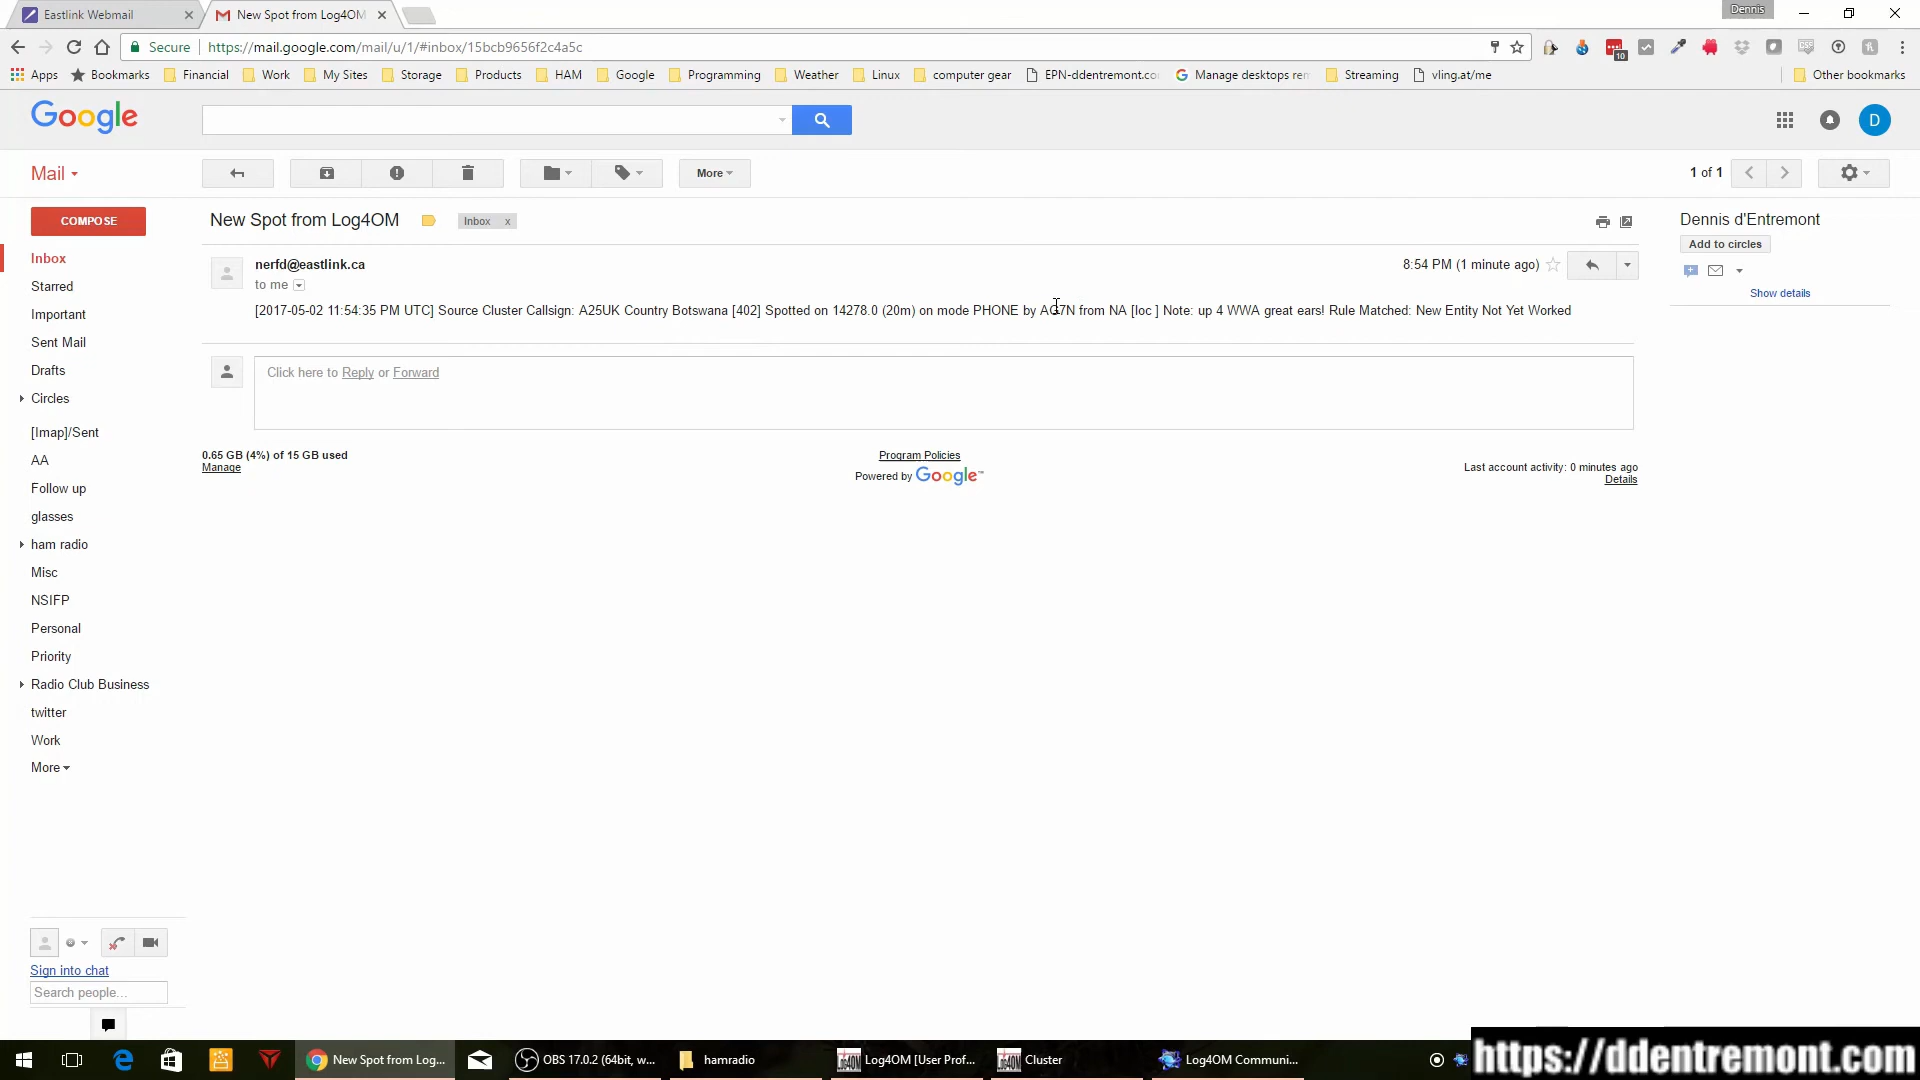 Eastlink Webmail
New Spot from Log4OM
Dennis
Secure https://mail.google.com/mail/u/1/#inbox/15bcb9656f2c4a5c
10
Apps Bookmarks Financial Work My Sites Storage Products HAM Google Programming Weather Linux computer gear EPN-ddentremont.co Manage desktops rem Streaming vling.at/me Other bookmarks
Google
D
Mail
More
1 of 1
COMPOSE
New Spot from Log4OM
Inbox x
Dennis d'Entremont
Add to circles
Show details
Inbox
Starred
Important
Sent Mail
Drafts
Circles
[Imap]/Sent
AA
Follow up
glasses
ham radio
Misc
NSIFP
Personal
Priority
Radio Club Business
twitter
Work
More
nerfd@eastlink.ca
8:54 PM (1 minute ago)
to me
[2017-05-02 11:54:35 PM UTC] Source Cluster Callsign: A25UK Country Botswana [402] Spotted on 14278.0 (20m) on mode PHONE by from NA [loc ] Note: up 4 WWA great ears! Rule Matched: New Entity Not Yet Worked
Click here to Reply or Forward
0.65 GB (4%) of 15 GB used
Manage
Program Policies
Powered by Google™
Last account activity: 0 minutes ago
Details
Sign into chat
Search people...
New Spot from Log...
OBS 17.0.2 (64bit, w...
hamradio
Log4OM [User Prof...
Cluster
Log4OM Communi...
https://ddentremont.com